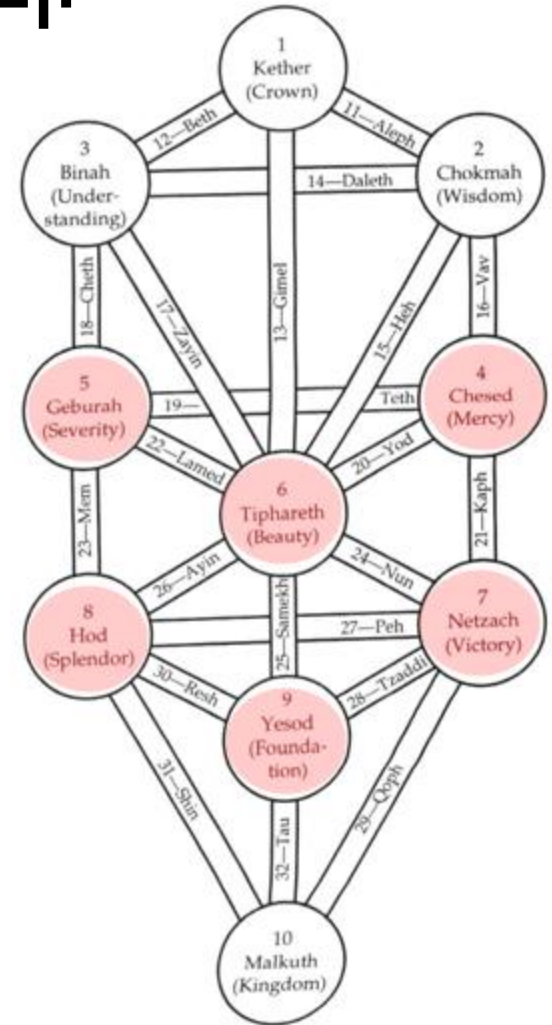 1
Kether
(Crown)
12—Beth
11—Aleph
3
Binah
(Under-
standing)
2
Chokmah
(Wisdom)
14—Daleth
18—Cheth
17—Zayin
13—Gimel
15—Heh
16—Vav
5
Geburah
(Severity)
19—
Teth
4
Chesed
(Mercy)
22—Lamed
20—Yod
6
Tiphareth
(Beauty)
23—Mem
21—Kaph
26—Ayin
24—Nun
8
Hod
(Splendor)
25—Samekh
27—Peh
7
Netzach
(Victory)
30—Resh
28—Tzaddi
9
Yesod
(Founda-
tion)
31—Shin
32—Tau
29—Qoph
10
Malkuth
(Kingdom)